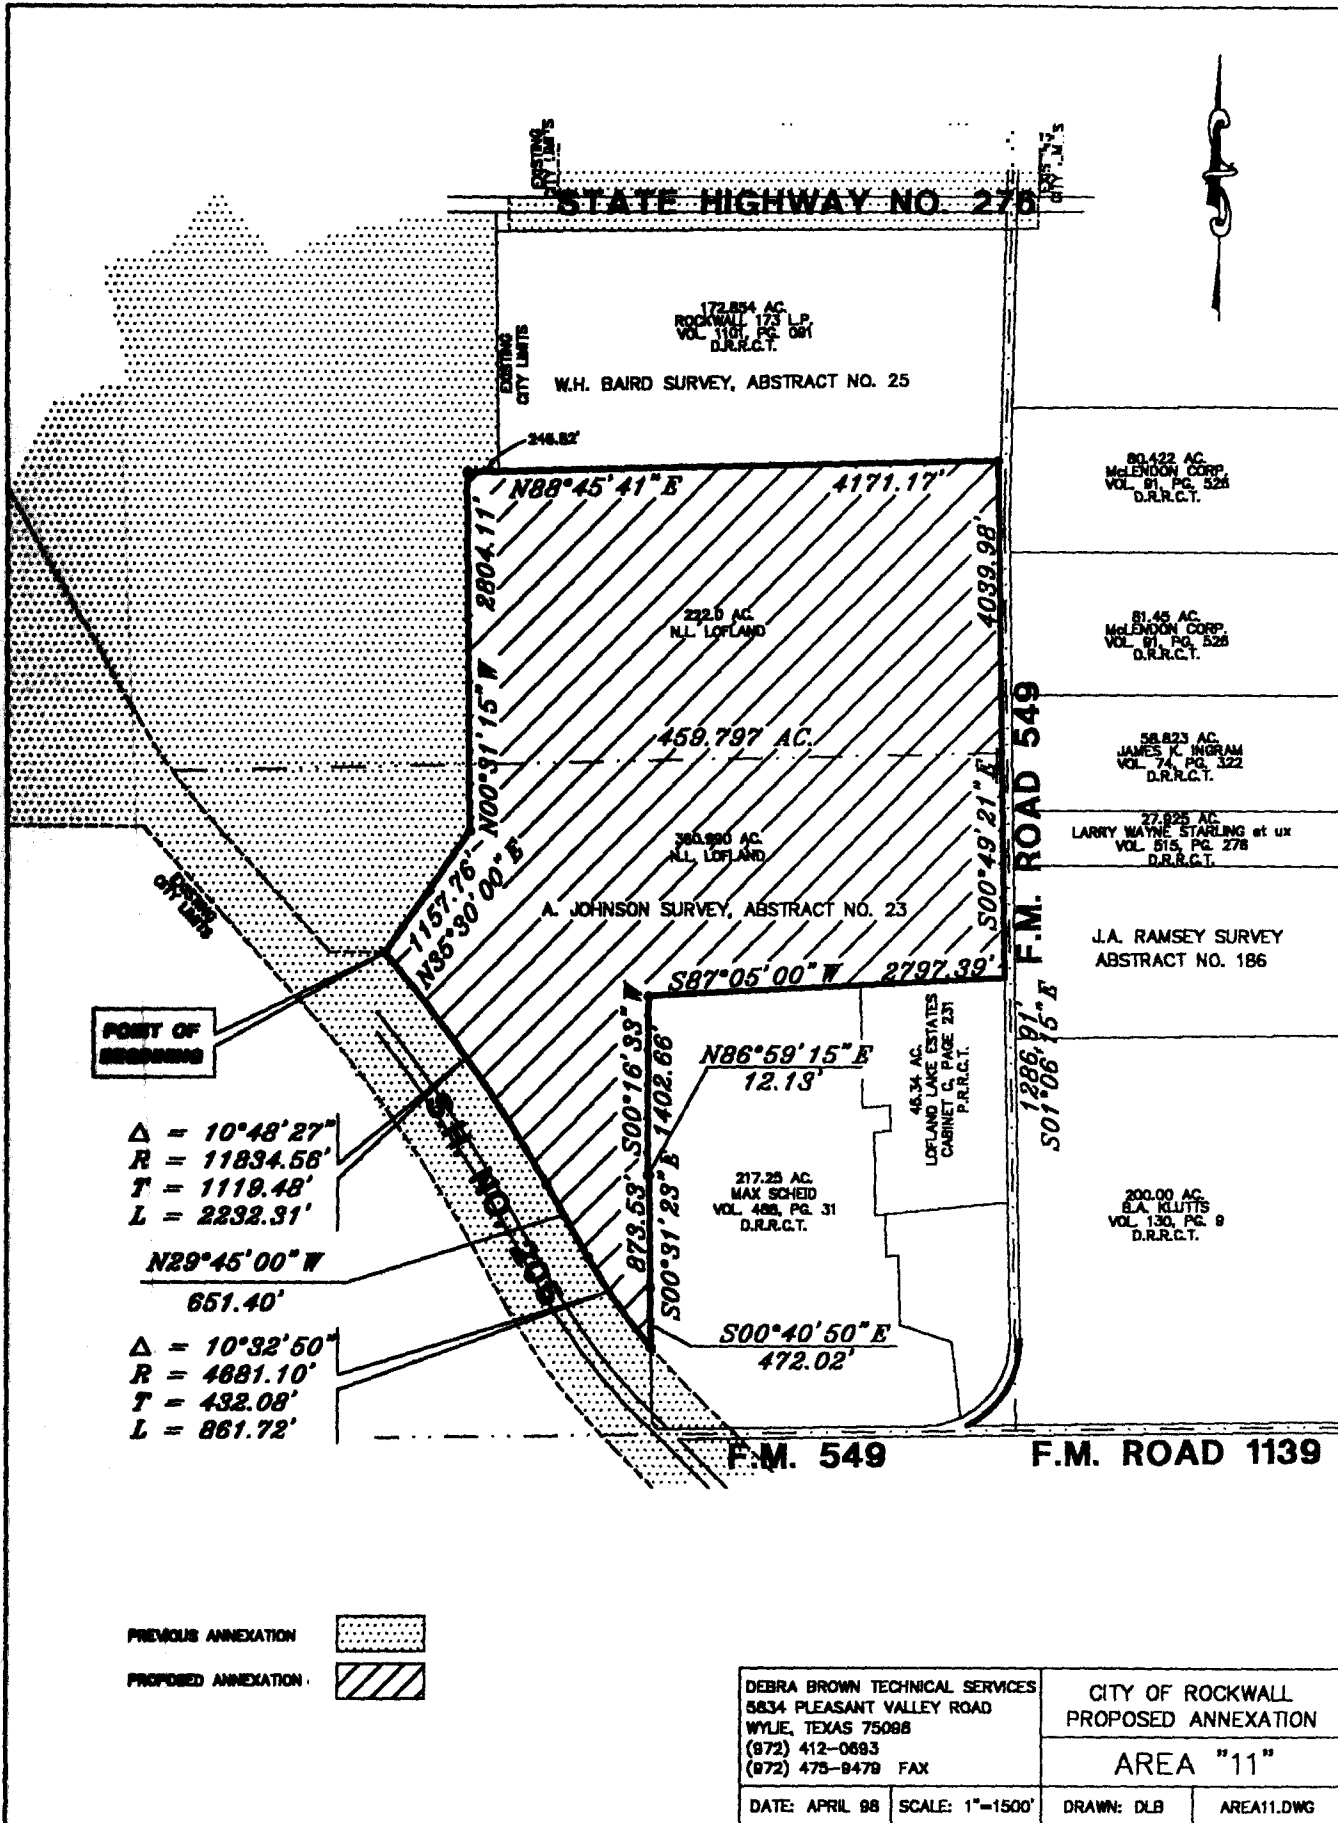 EXISTING
CITY LIMITS
CITY
STATE HIGHWAY NO. 276
172.854 AC.
ROCKWALL 173 L.P.
VOL. 1101, PG. 091
D.R.R.C.T.
EXISTING
CITY LIMITS
W.H. BAIRD SURVEY, ABSTRACT NO. 25
246.82'
N88°45'41"E
4171.17'
80.422 AC.
McLENDON CORP.
VOL. 91, PG. 526
D.R.R.C.T.
2804.11'
N00°31'15"W
4039.98'
S00°49'21"E
222.0 AC.
N.L. LOFLAND
81.45 AC.
McLENDON CORP.
VOL. 91, PG. 526
D.R.R.C.T.
459.797 AC.
F.M. ROAD 549
58.823 AC.
JAMES K. INGRAM
VOL. 74, PG. 322
D.R.R.C.T.
27.925 AC.
LARRY WAYNE STARLING et ux
VOL. 515, PG. 276
D.R.R.C.T.
N.L. LOFLAND
EXISTING
CITY LIMITS
1157.76'
N35°30'00"E
A. JOHNSON SURVEY, ABSTRACT NO. 23
J.A. RAMSEY SURVEY
ABSTRACT NO. 186
S87°05'00"W
2797.39'
POINT OF
BEGINNING
S00°16'33"W
1402.66'
N86°59'15"E
12.13'
45.34 AC.
LOFLAND LAKE ESTATES
CABINET C, PAGE 231
P.R.R.C.T.
1286.91'
S01°06'15"E
Δ = 10°48'27"
R = 11834.56'
T = 1119.48'
L = 2232.31'
S.H. NO. 205
873.53'
S00°31'23"E
217.25 AC.
MAX SCHEID
VOL. 488, PG. 31
D.R.R.C.T.
200.00 AC.
B.A. KLUTTS
VOL. 130, PG. 9
D.R.R.C.T.
N29°45'00"W
651.40'
S00°40'50"E
472.02'
Δ = 10°32'50"
R = 4681.10'
T = 432.08'
L = 861.72'
F.M. 549
F.M. ROAD 1139
PREVIOUS ANNEXATION
PROPOSED ANNEXATION
DEBRA BROWN TECHNICAL SERVICES
5834 PLEASANT VALLEY ROAD
WYLIE, TEXAS 75098
(972) 412-0693
(972) 475-9479 FAX
CITY OF ROCKWALL
PROPOSED ANNEXATION
AREA "11"
DATE: APRIL 98
SCALE: 1"=1500'
DRAWN: DLB
AREA11.DWG